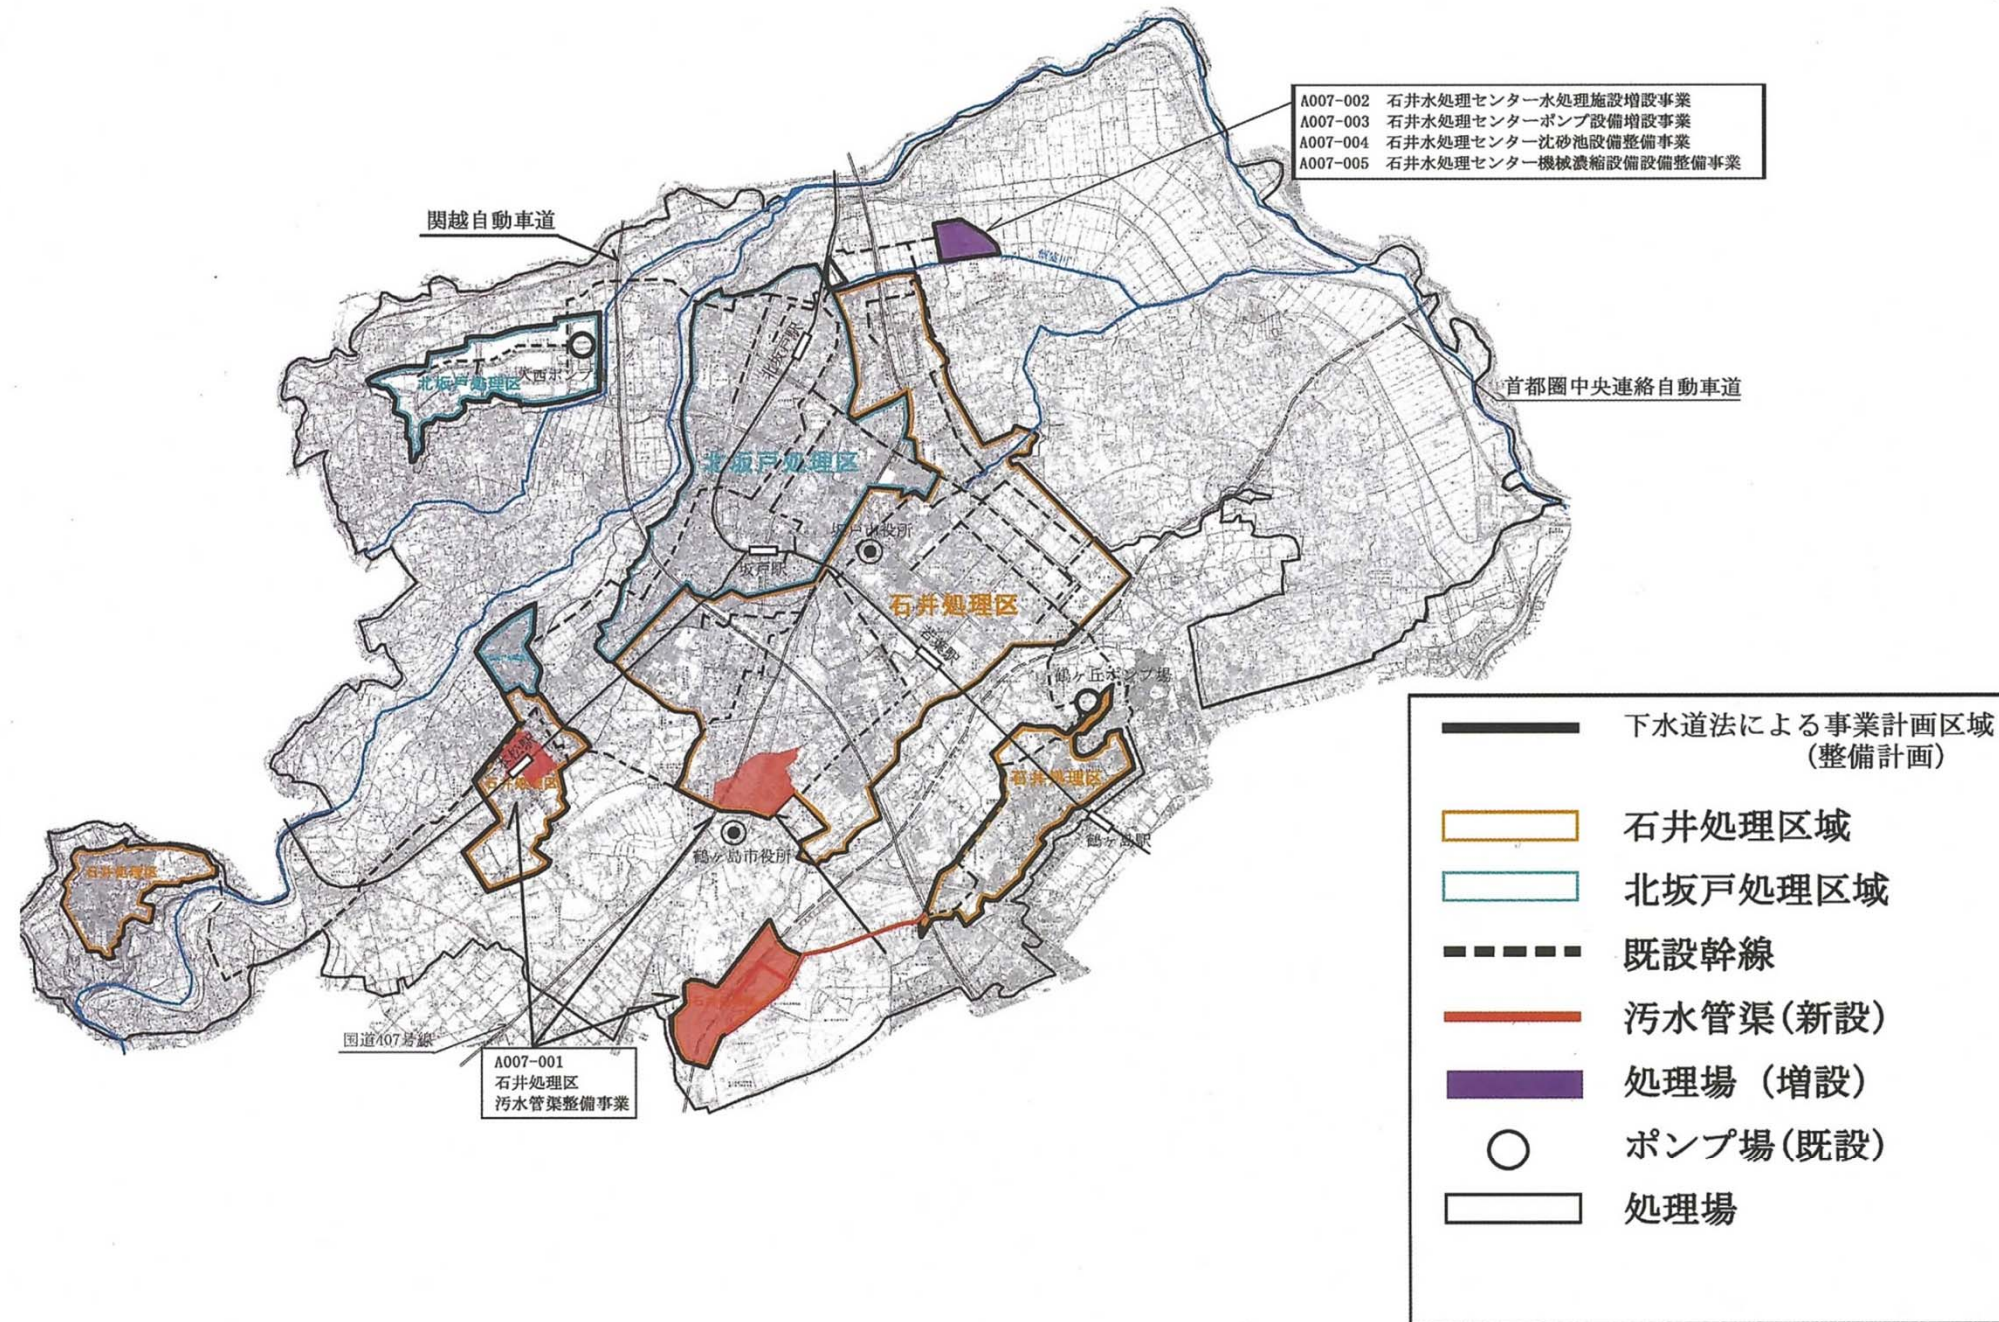 A007-002 石井水処理センター水処理施設増設事業
A007-003 石井水処理センターポンプ設備増設事業
A007-004 石井水処理センター沈砂池設備整備事業
A007-005 石井水処理センター機械濃縮設備設備整備事業
関越自動車道
首都圏中央連絡自動車道
北坂戸駅
北坂戸処理区
大西ポンプ
北坂戸処理区
坂戸市役所
坂戸駅
石井処理区
若葉駅
鶴ヶ丘ポンプ場
石井処理区
石井処理区
鶴ヶ島駅
鶴ヶ島市役所
石井処理区
国道407号線
A007-001
石井処理区
汚水管渠整備事業
下水道法による事業計画区域
(整備計画)
石井処理区域
北坂戸処理区域
既設幹線
汚水管渠(新設)
処理場 (増設)
ポンプ場(既設)
処理場